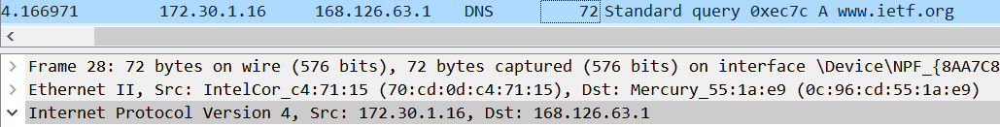 4.166971 172.30.1.16 168.126.63.1 DNS 72 Standard query 0xec7c A www.ietf.org
Frame 28: 72 bytes on wire (576 bits), 72 bytes captured (576 bits) on interface \Device\NPF_{8AA7C8
Ethernet II, Src: IntelCor_c4:71:15 (70:cd:0d:c4:71:15), Dst: Mercury_55:1a:e9 (0c:96:cd:55:1a:e9)
Internet Protocol Version 4, Src: 172.30.1.16, Dst: 168.126.63.1